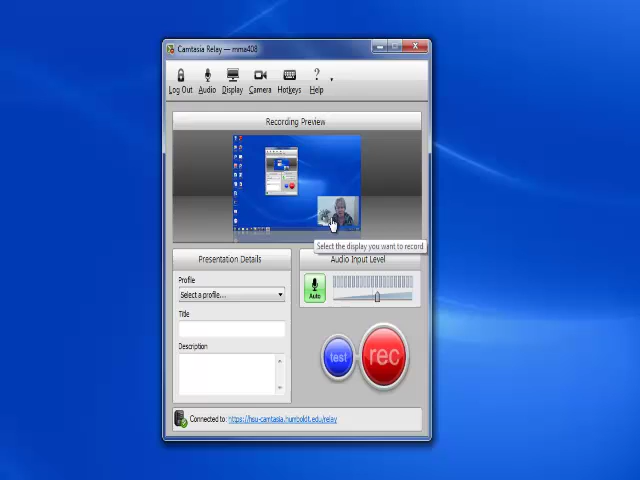 Camtasia Relay — mma408
Log Out Audio Display Camera Hotkeys Help
Recording Preview
Select the display you want to record
Presentation Details
Audio Input Level
Profile
Select a profile...
Auto
Title
Description
test
rec
Connected to: https://hsu-camtasia.humboldt.edu/relay